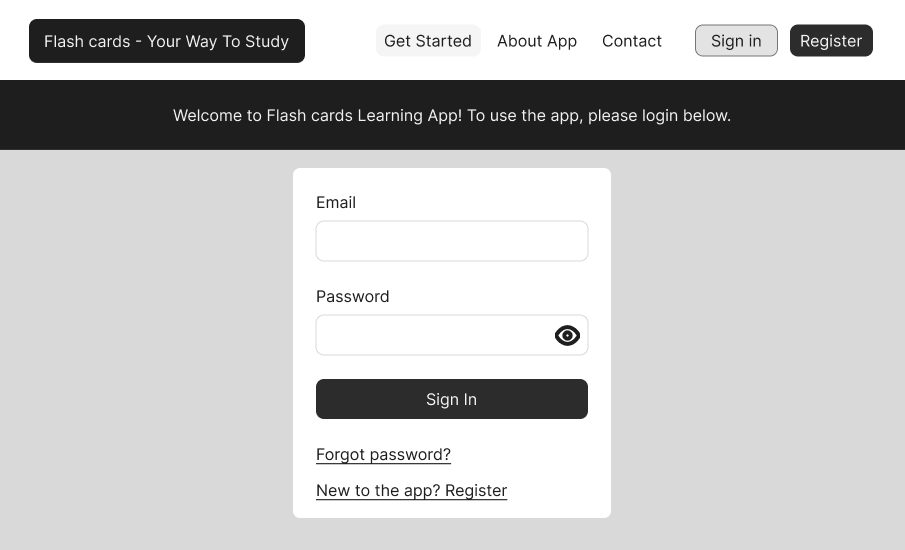 Flash cards - Your Way To Study
Get Started
About App
Contact
Sign in
Register
Welcome to Flash cards Learning App! To use the app, please login below.
Email
Password
Sign In
Forgot password?
New to the app? Register